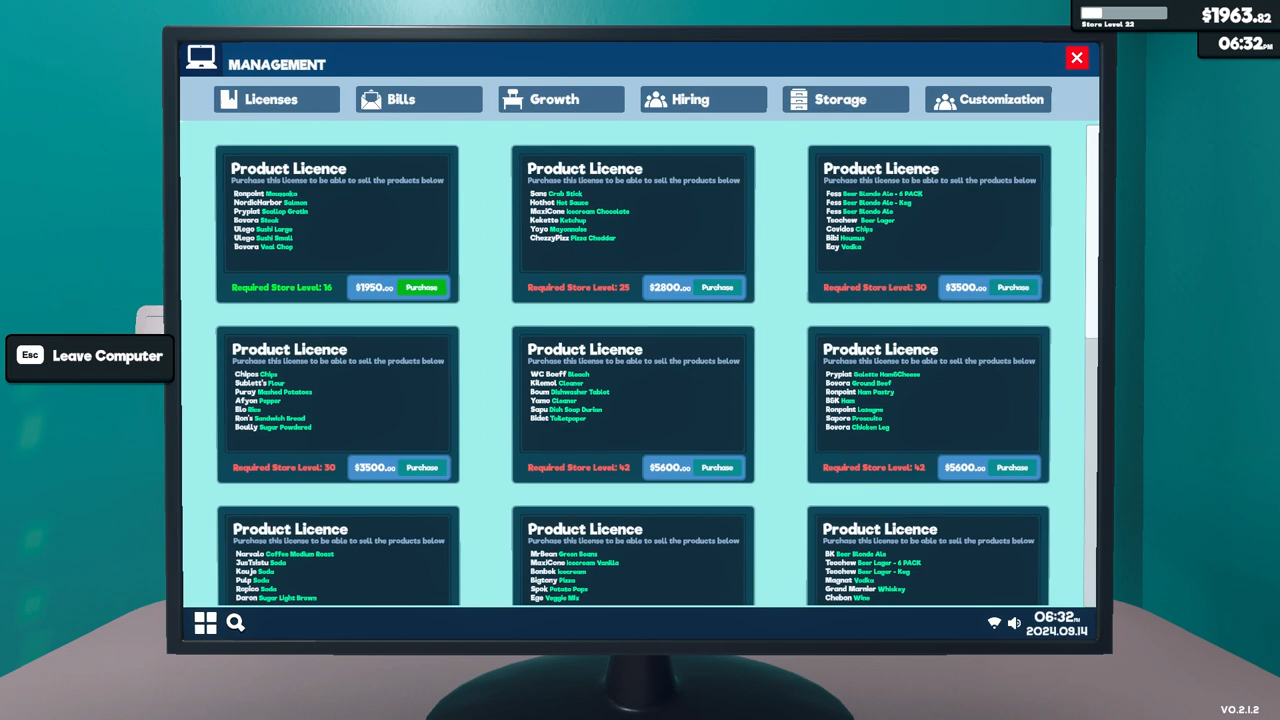 Store Level 22
$1963.82
06:32PM
MANAGEMENT
Licenses
Bills
Growth
Hiring
Storage
Customization
Product Licence
Purchase this license to be able to sell the products below
Ronpoint Moussaka
NordicHarbor Salmon
Prypiat Scallop Gratin
Bovora Steak
Ulego Sushi Large
Ulego Sushi Small
Bovora Veal Chop
Required Store Level: 16
$1950.00
Purchase
Product Licence
Purchase this license to be able to sell the products below
Sans Crab Stick
Hothot Hot Sauce
MaxiCone Icecream Chocolate
Kekette Ketchup
Yoyo Mayonnaise
ChezzyPizz Pizza Cheddar
Required Store Level: 25
$2800.00
Purchase
Product Licence
Purchase this license to be able to sell the products below
Fess Beer Blonde Ale - 6 PACK
Fess Beer Blonde Ale - Keg
Fess Beer Blonde Ale
Teochew Beer Lager
Covidos Chips
Bibi Houmus
Eay Vodka
Required Store Level: 30
$3500.00
Purchase
Esc Leave Computer
Product Licence
Purchase this license to be able to sell the products below
Chipos Chips
Sublett's Flour
Puray Mashed Potatoes
Afyon Pepper
Blo Rice
Ron's Sandwich Bread
Boully Sugar Powdered
Required Store Level: 30
$3500.00
Purchase
Product Licence
Purchase this license to be able to sell the products below
WC Boeff Bleach
Kilemol Cleaner
Boum Dishwasher Tablet
Yamo Cleaner
Sapu Dish Soap Durian
Bidet Toiletpaper
Required Store Level: 42
$5600.00
Purchase
Product Licence
Purchase this license to be able to sell the products below
Prypiat Galette Ham&Cheese
Bovora Ground Beef
Ronpoint Ham Pastry
B&K Ham
Ronpoint Lasagne
Sapore Prosciuto
Bovora Chicken Leg
Required Store Level: 42
$5600.00
Purchase
Product Licence
Purchase this license to be able to sell the products below
Narvalo Coffee Medium Roast
JusTsistu Soda
Kouje Soda
Pulp Soda
Ropico Soda
Daron Sugar Light Brown
Product Licence
Purchase this license to be able to sell the products below
MrBean Green Beans
MaxiCone Icecream Vanilla
Bonbek Icecream
Bigtony Pizza
Spok Potato Pops
Ego Veggie Mix
Product Licence
Purchase this license to be able to sell the products below
BK Beer Blonde Ale
Teochew Beer Lager - 6 PACK
Teochew Beer Lager - Keg
Magnat Vodka
Grand Marnier Whiskey
Chebon Wine
06:32PM
2024.09.14
V0.2.1.2